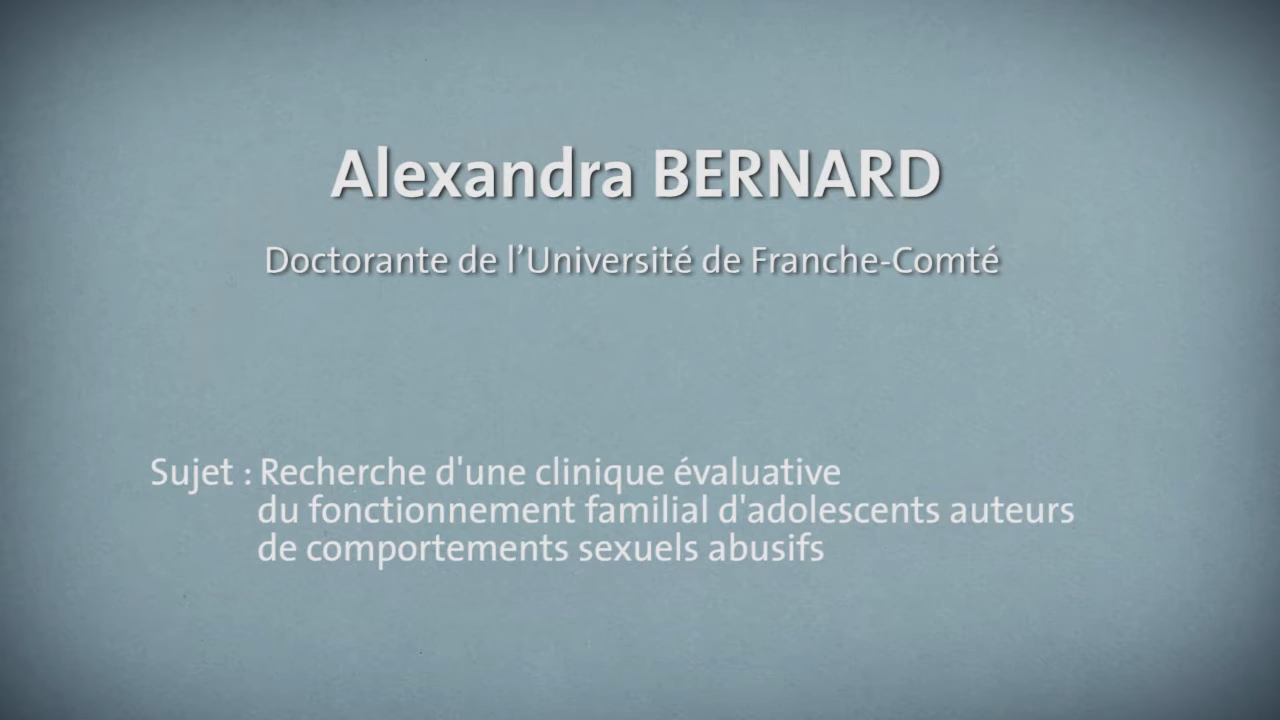 Alexandra BERNARD
Doctorante de l’Université de Franche-Comté
Sujet : Recherche d'une clinique évaluative
du fonctionnement familial d'adolescents auteurs
de comportements sexuels abusifs